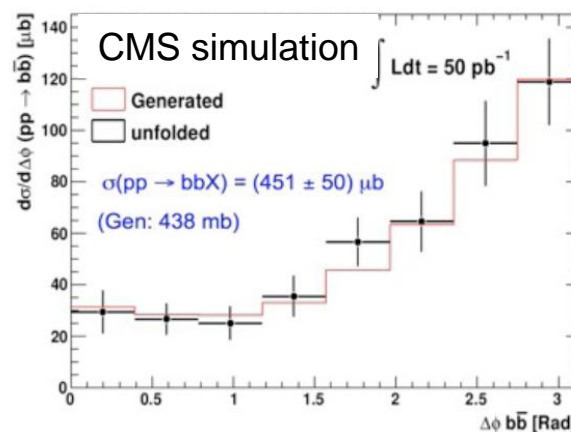 CMS simulation
∫ Ldt = 50 pb⁻¹
Generated
unfolded
σ(pp → bbX) = (451 ± 50) μb
(Gen: 438 mb)
dσ/dΔϕ (pp → bb̅) [μb]
140
120
100
80
60
40
20
0
0 0.5 1 1.5 2 2.5 3
Δϕ bb̅ [Rad